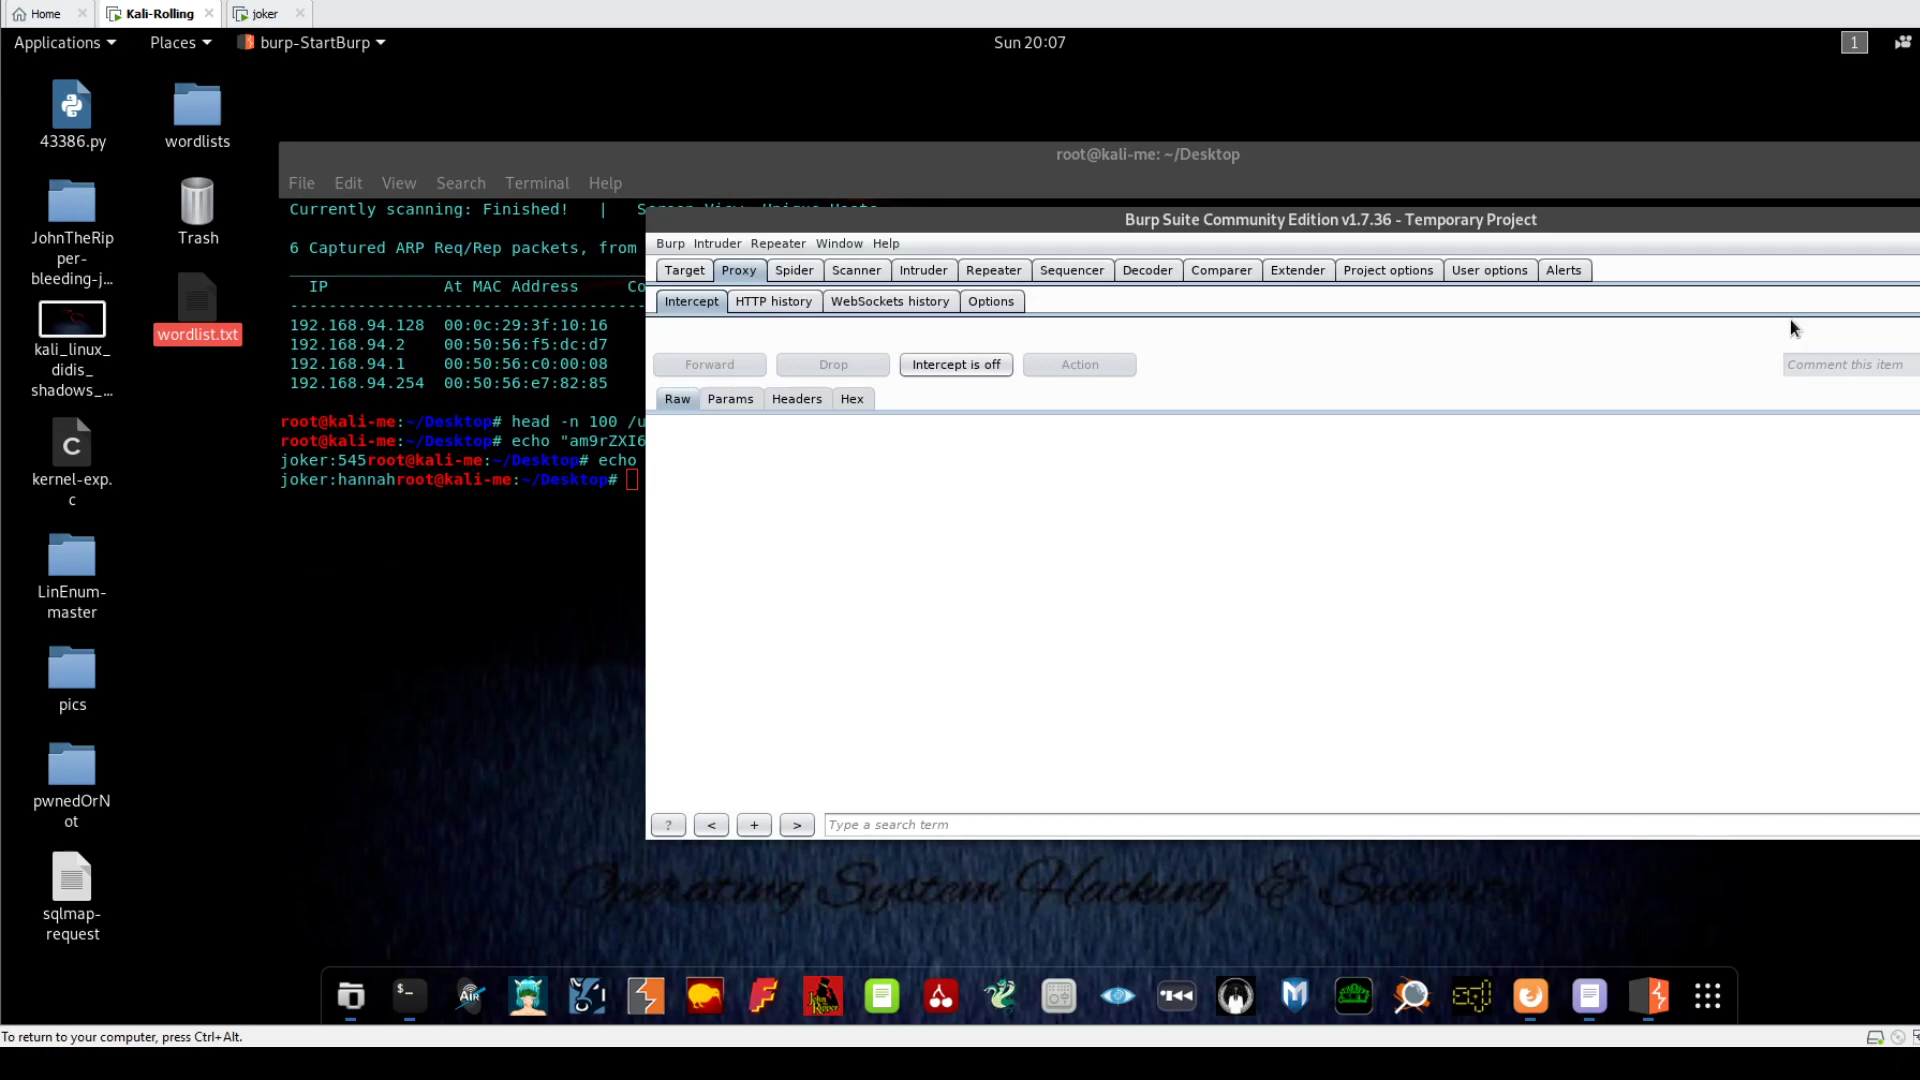 Home
Kali-Rolling
joker
Applications
Places
burp-StartBurp
Sun 20:07
1
43386.py
wordlists
JohnTheRip
per-
bleeding-j...
Trash
wordlist.txt
kali_linux_
didis_
shadows_...
kernel-exp.
c
LinEnum-
master
pics
pwnedOrN
ot
sqlmap-
request
root@kali-me: ~/Desktop
File Edit View Search Terminal Help
Currently scanning: Finished! | Screen View: Unique Hosts
6 Captured ARP Req/Rep packets, from
IP At MAC Address Co
192.168.94.128 00:0c:29:3f:10:16
192.168.94.2 00:50:56:f5:dc:d7
192.168.94.1 00:50:56:c0:00:08
192.168.94.254 00:50:56:e7:82:85
root@kali-me:~/Desktop# head -n 100 /u
root@kali-me:~/Desktop# echo "am9rZXI6
joker:545root@kali-me:~/Desktop# echo
joker:hannahroot@kali-me:~/Desktop#
Burp Suite Community Edition v1.7.36 - Temporary Project
Burp Intruder Repeater Window Help
Target Proxy Spider Scanner Intruder Repeater Sequencer Decoder Comparer Extender Project options User options Alerts
Intercept HTTP history WebSockets history Options
Forward Drop Intercept is off Action Comment this item
Raw Params Headers Hex
? < + > Type a search term
Operating System Hacking & Security
To return to your computer, press Ctrl+Alt.